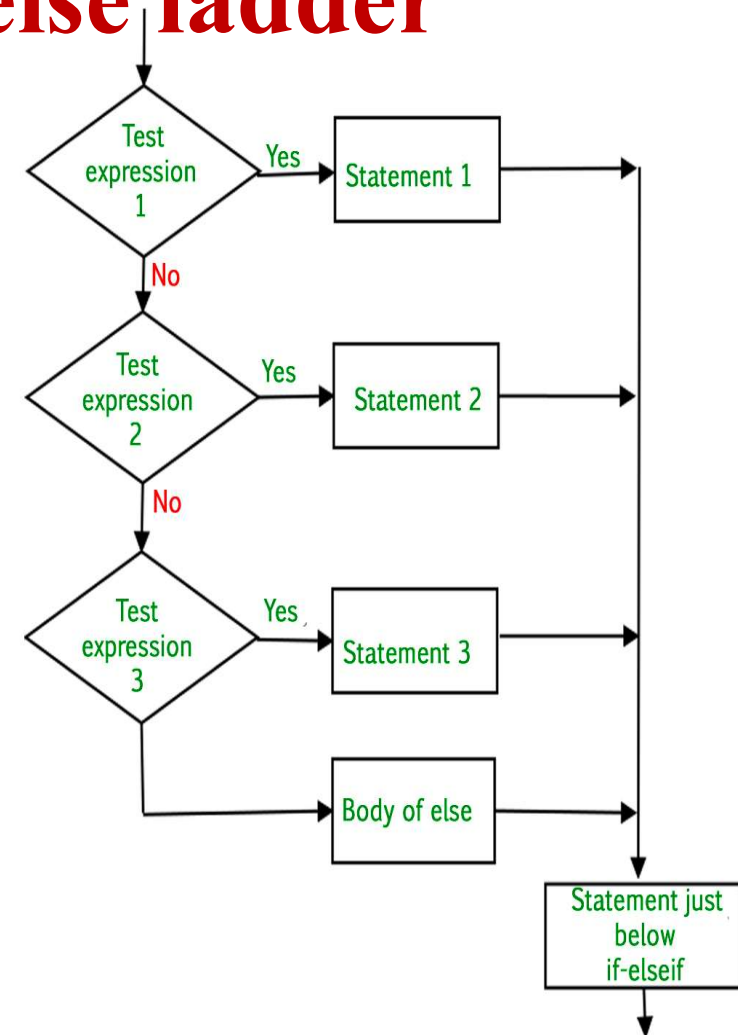 else ladder
Test
expression
1
Yes
Statement 1
No
Test
expression
2
Yes
Statement 2
No
Test
expression
3
Yes
Statement 3
Body of else
Statement just
below
if-elseif